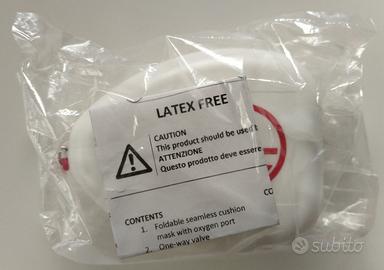 LATEX FREE
CAUTION
This product should be used
ATTENZIONE
Questo prodotto deve essere
CO
CONTENTS
1. Foldable seamless cushion
mask with oxygen port
2. One-way valve
subito